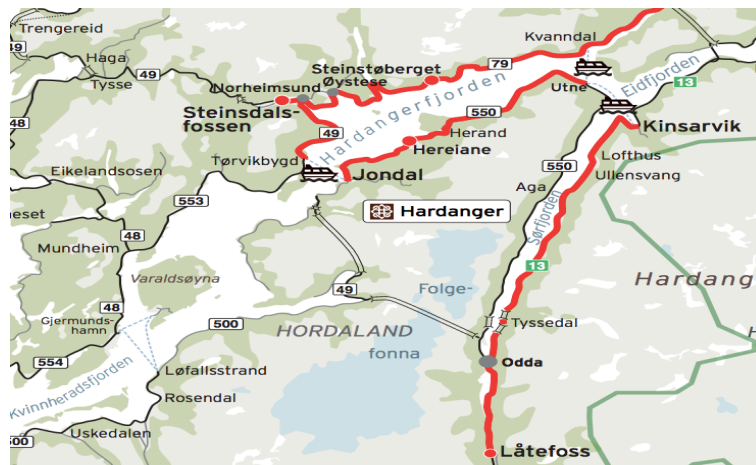 Trengereid
Kvanndal
49
Haga
Steinstøberget
79
Tysse
49
Øystese
Norheimsund
Eidfjorden
13
Utne
48
Steinsdals-
fossen
Hardangerfjorden
550
Kinsarvik
49
Herand
Hereiane
Tørvikbygd
Lofthus
550
Ullensvang
Eikelandsosen
Jondal
Aga
553
Hardanger
Sørfjorden
neset
48
Mundheim
13
Varaldsøyna
Folge-
Hardang
49
48
Gjermunds-
hamn
500
HORDALAND
Tyssedal
fonna
554
Odda
Løfallsstrand
Kvinnheradsfjorden
Rosendal
Uskedalen
500
Låtefoss